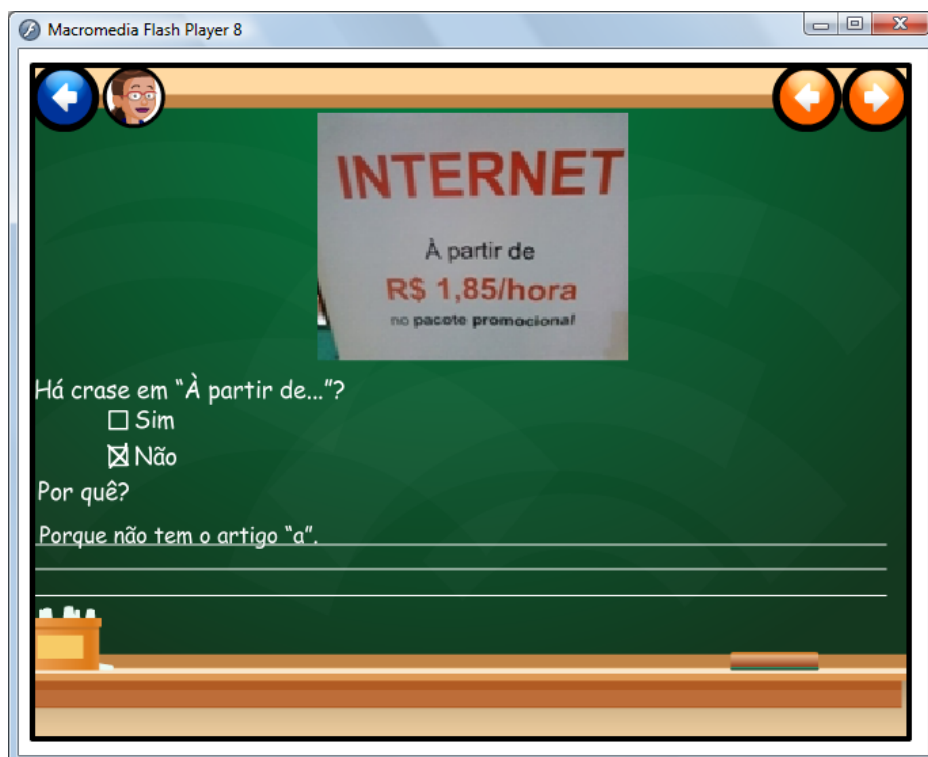 Macromedia Flash Player 8
INTERNET
À partir de
R$ 1,85/hora
no pacote promocional
Há crase em “À partir de...”?
Sim
Não
Por quê?
Porque não tem o artigo “a”.